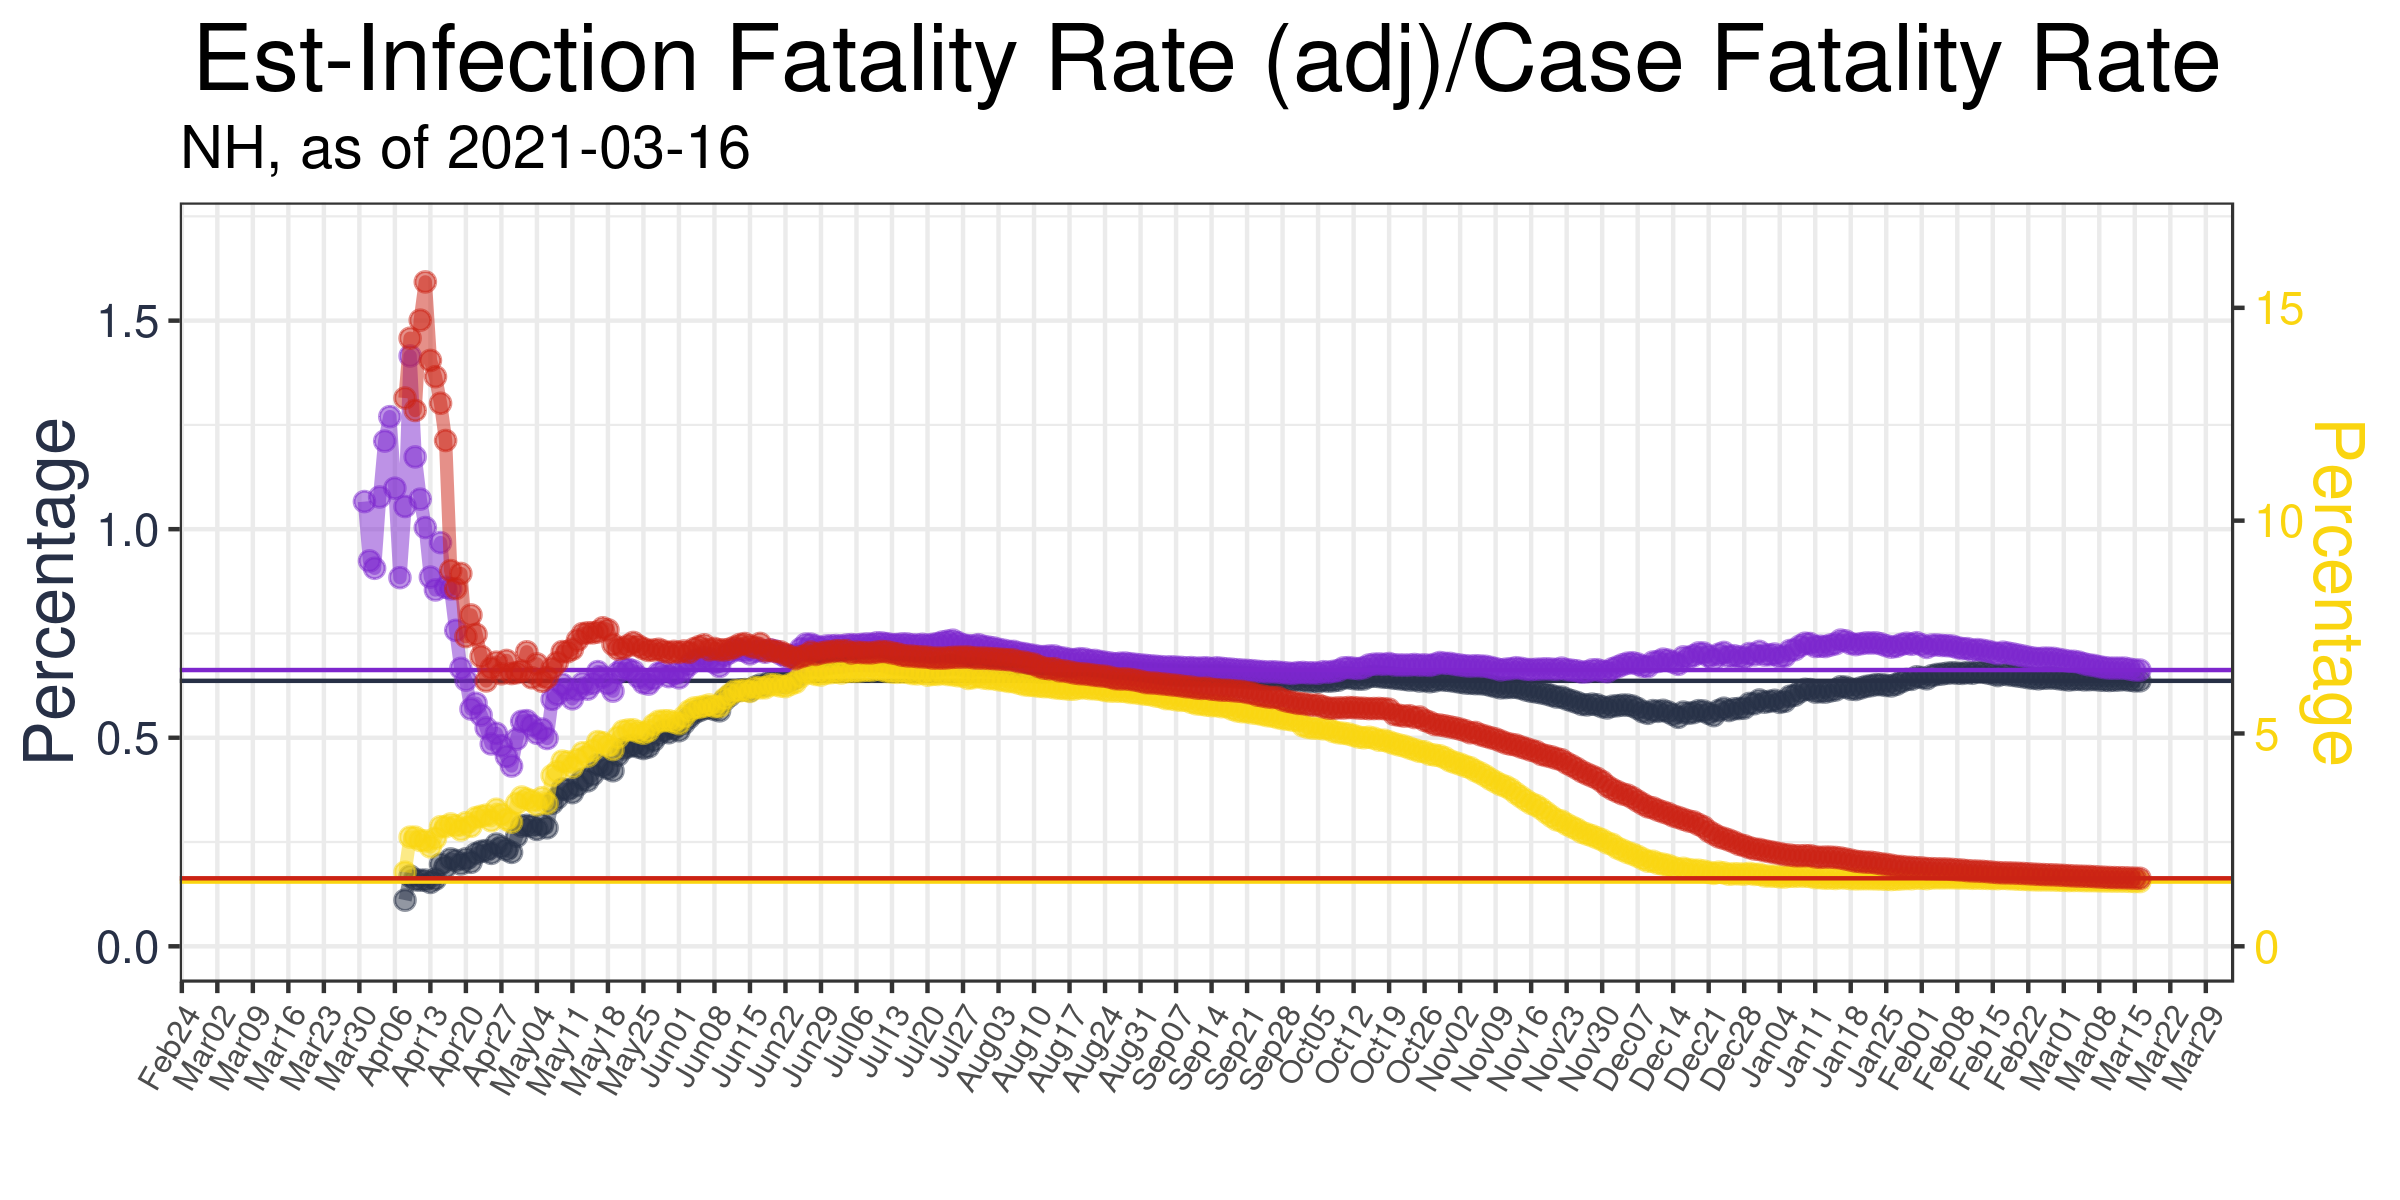 Est-Infection Fatality Rate (adj)/Case Fatality Rate
NH, as of 2021-03-16
Percentage
1.5
1.0
0.5
0.0
15
10
5
0
Percentage
Feb24
Mar02
Mar09
Mar16
Mar23
Mar30
Apr06
Apr13
Apr20
Apr27
May04
May11
May18
May25
Jun01
Jun08
Jun15
Jun22
Jun29
Jul06
Jul13
Jul20
Jul27
Aug03
Aug10
Aug17
Aug24
Aug31
Sep07
Sep14
Sep21
Sep28
Oct05
Oct12
Oct19
Oct26
Nov02
Nov09
Nov16
Nov23
Nov30
Dec07
Dec14
Dec21
Dec28
Jan04
Jan11
Jan18
Jan25
Feb01
Feb08
Feb15
Feb22
Mar01
Mar08
Mar15
Mar22
Mar29